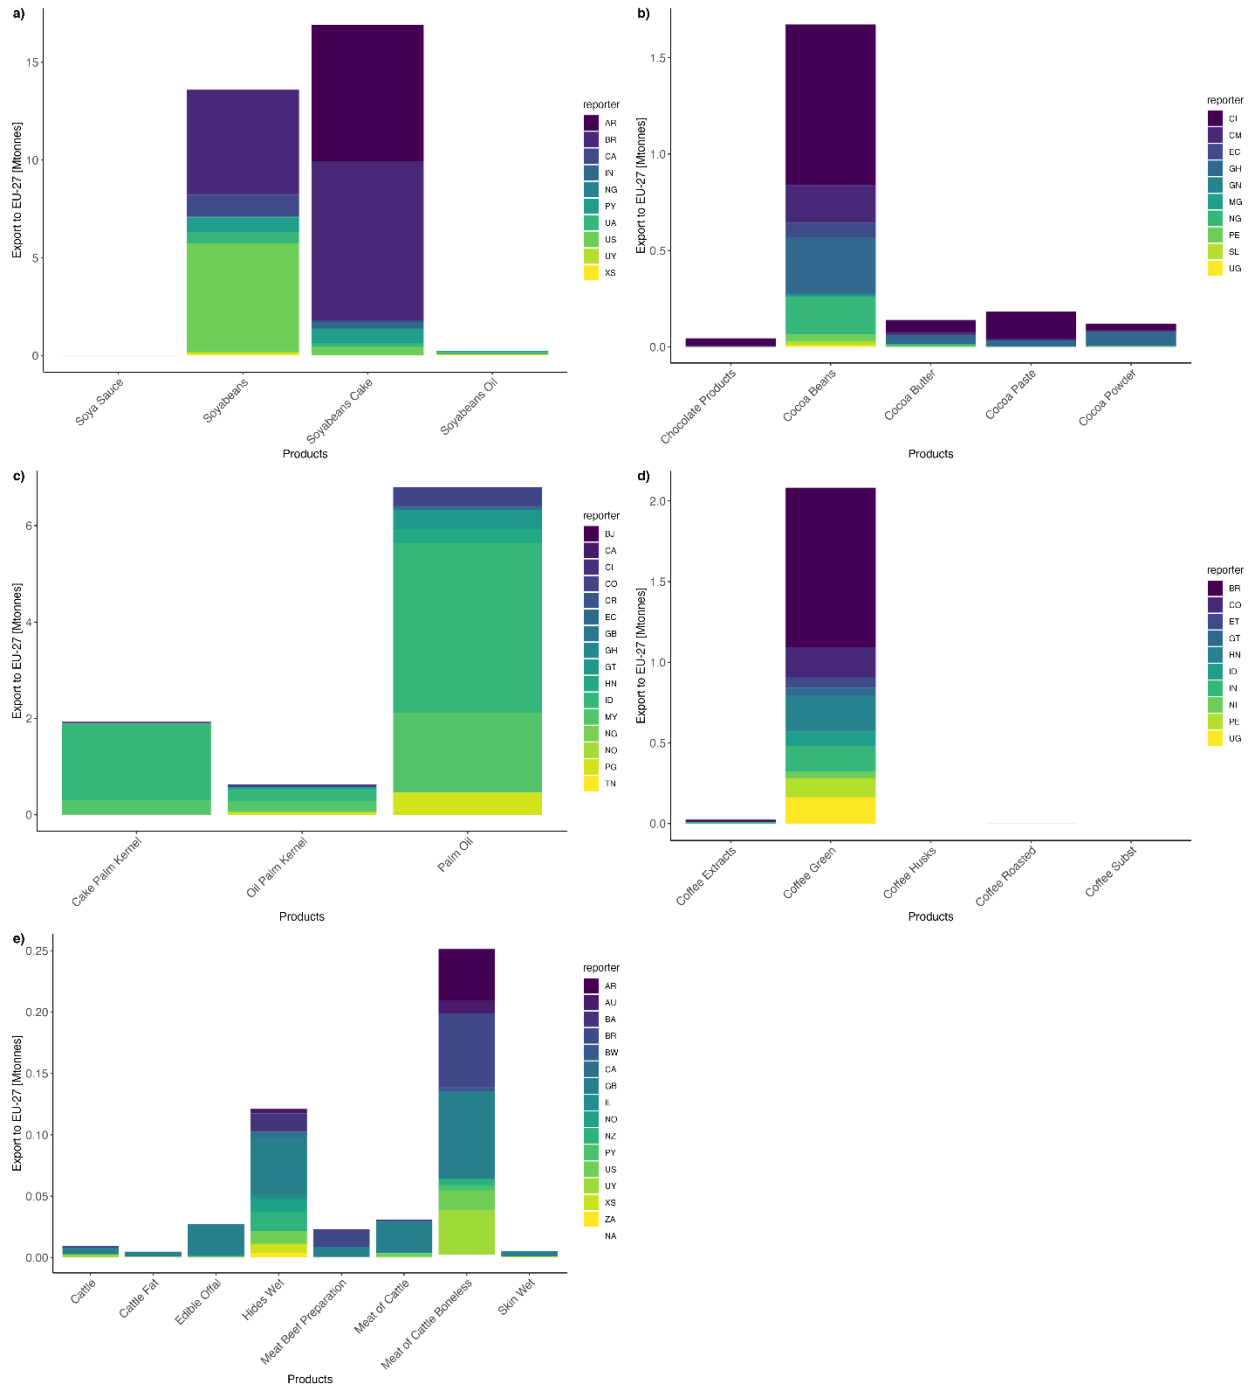 a)
Export to EU-27 [Mtonnes]
15
10
5
0
Soya Sauce
Soyabeans
Soyabeans Cake
Soyabeans Oil
Products
reporter
AR
BR
CA
IN
NG
PY
UA
US
UY
XS
b)
Export to EU-27 [Mtonnes]
1.5
1.0
0.5
0.0
Chocolate Products
Cocoa Beans
Cocoa Butter
Cocoa Paste
Cocoa Powder
Products
reporter
CI
CM
EC
GH
GN
MG
NG
PE
SL
UG
c)
Export to EU-27 [Mtonnes]
6
4
2
0
Cake Palm Kernel
Oil Palm Kernel
Palm Oil
Products
reporter
BJ
CA
CI
CO
CR
EC
GB
GH
GT
HN
ID
MY
NG
NO
PG
TN
d)
Export to EU-27 [Mtonnes]
2.0
1.5
1.0
0.5
0.0
Coffee Extracts
Coffee Green
Coffee Husks
Coffee Roasted
Coffee Subst
Products
reporter
BR
CO
ET
GT
HN
ID
IN
NI
PE
UG
e)
Export to EU-27 [Mtonnes]
0.25
0.20
0.15
0.10
0.05
0.00
Cattle
Cattle Fat
Edible Offal
Hides Wet
Meat Beef Preparation
Meat of Cattle
Meat of Cattle Boneless
Skin Wet
Products
reporter
AR
AU
BA
BR
BW
CA
GB
IL
NO
NZ
PY
US
UY
XS
ZA
NA